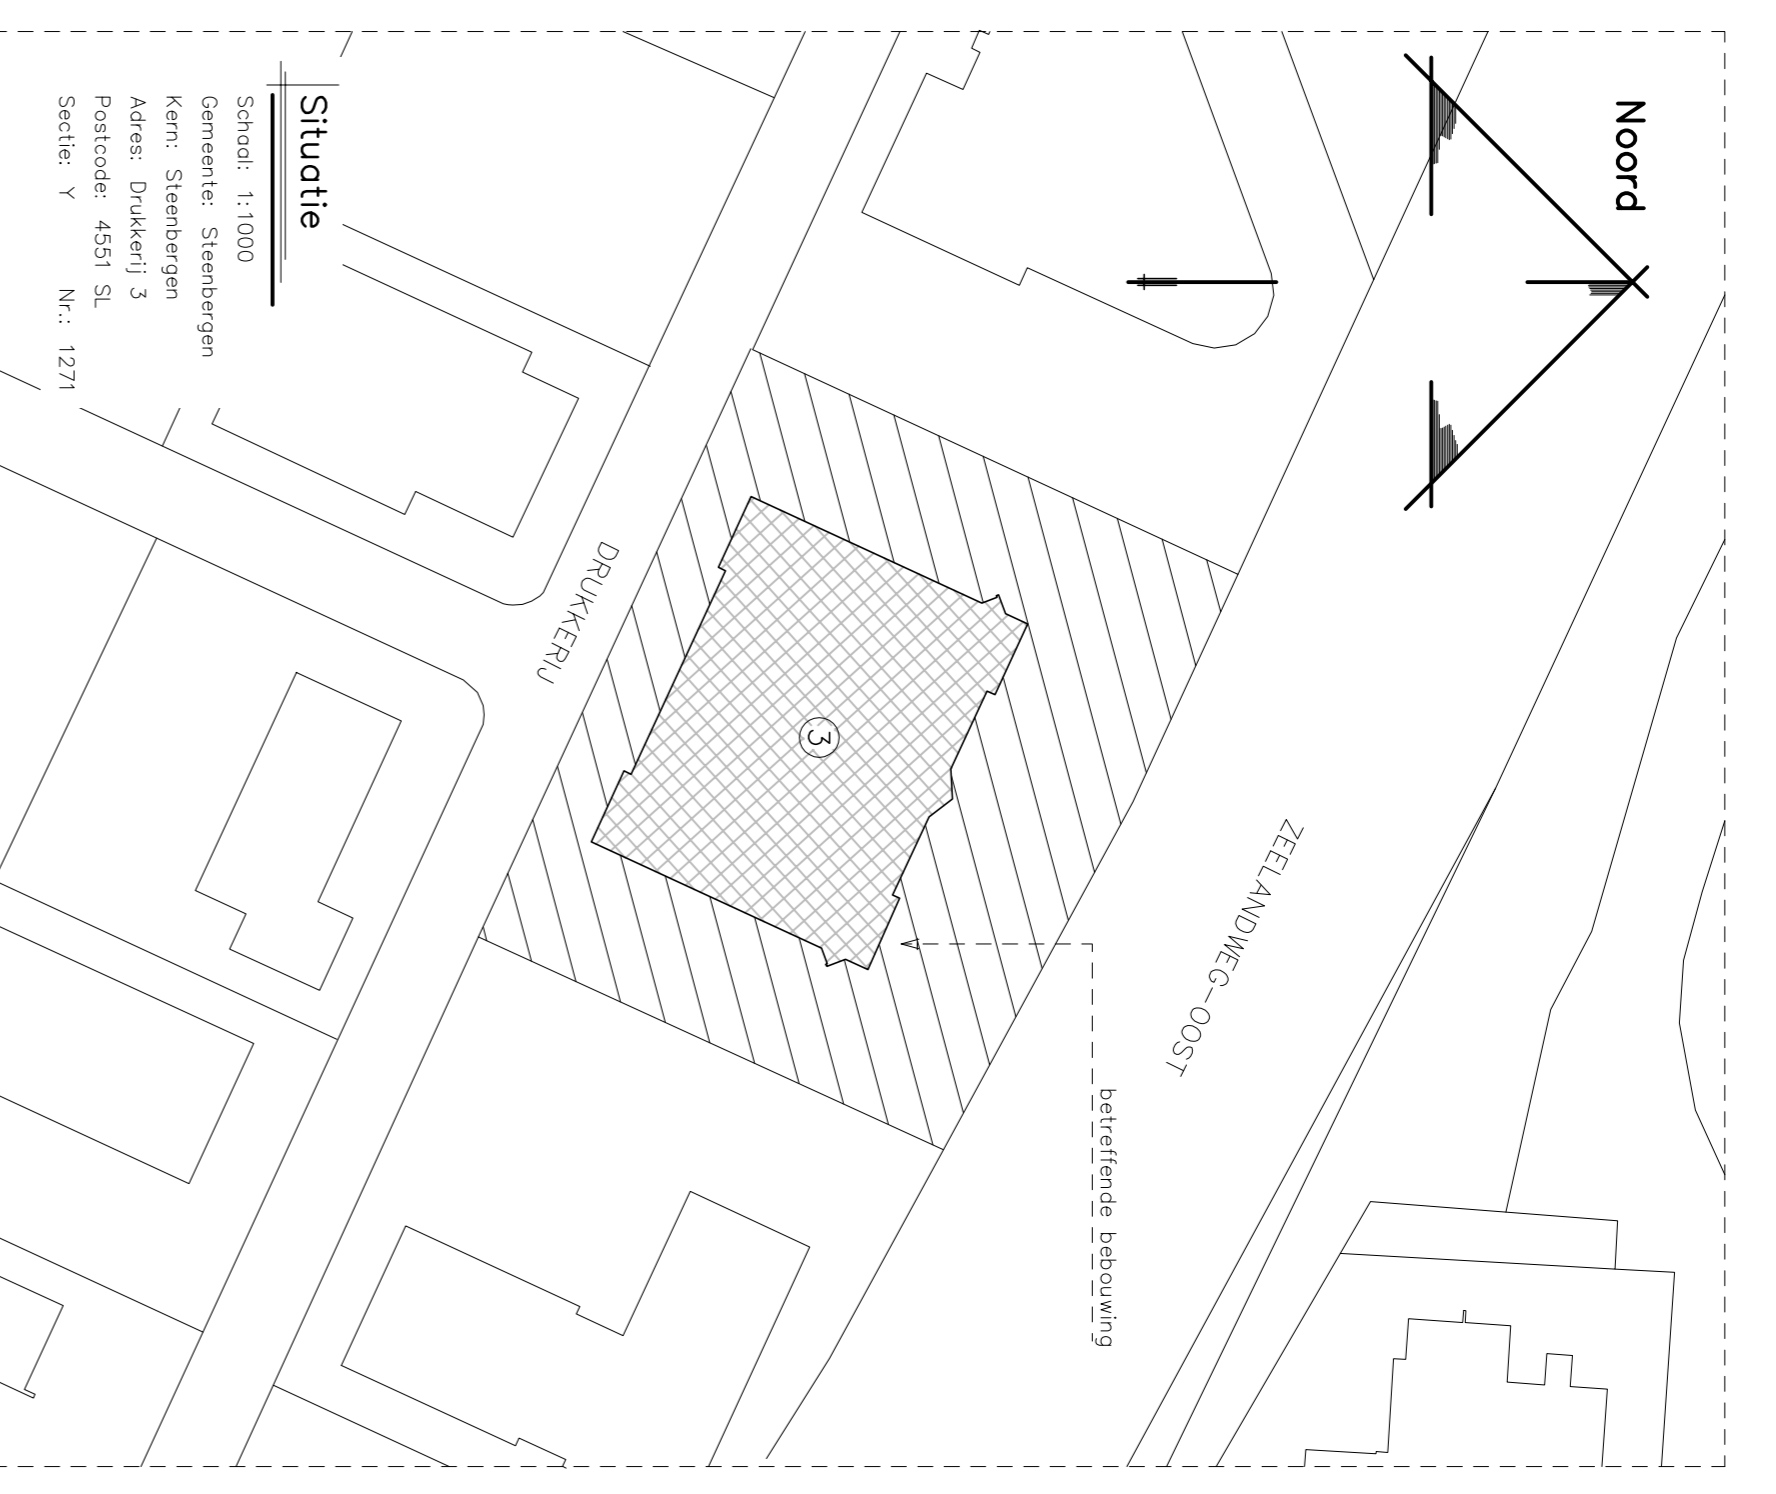 Noord
ZEELANDWEG-OOST
betreffende bebouwing
3
DRUKKERIJ
Situatie
Schaal: 1:1000
Gemeente: Steenbergen
Kern: Steenbergen
Adres: Drukkerij 3
Postcode: 4551 SL
Sectie: Y Nr.: 1271